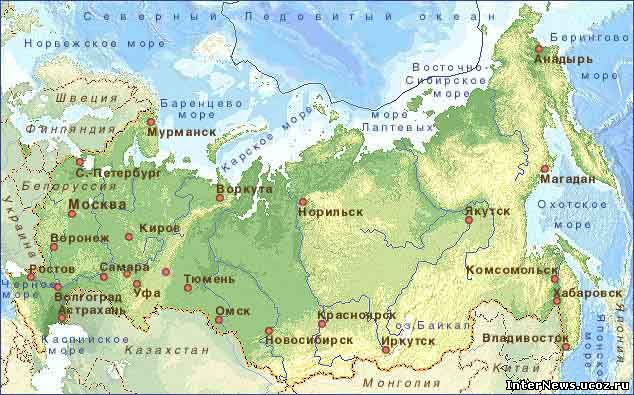 Северный Ледовитый океан
Норвежское море
Берингово
море
Анадырь
Восточно-
Сибирское
море
Швеция
Баренцево
море
Финляндия
Мурманск
Карское море
море
Лаптевых
С.-Петербург
Белоруссия
Воркута
Магадан
Москва
Норильск
Якутск
Охотское
море
Украина
Киров
Воронеж
Ростов
Самара
Комсомольск
Черное
море
Уфа
Тюмень
Хабаровск
Волгоград
Астрахань
Омск
Красноярск
оз.Байкал
Каспийское
море
Казахстан
Новосибирск
Иркутск
Владивосток
Японское
море
Япония
Китай
Монголия
InterNews.ucoz.ru